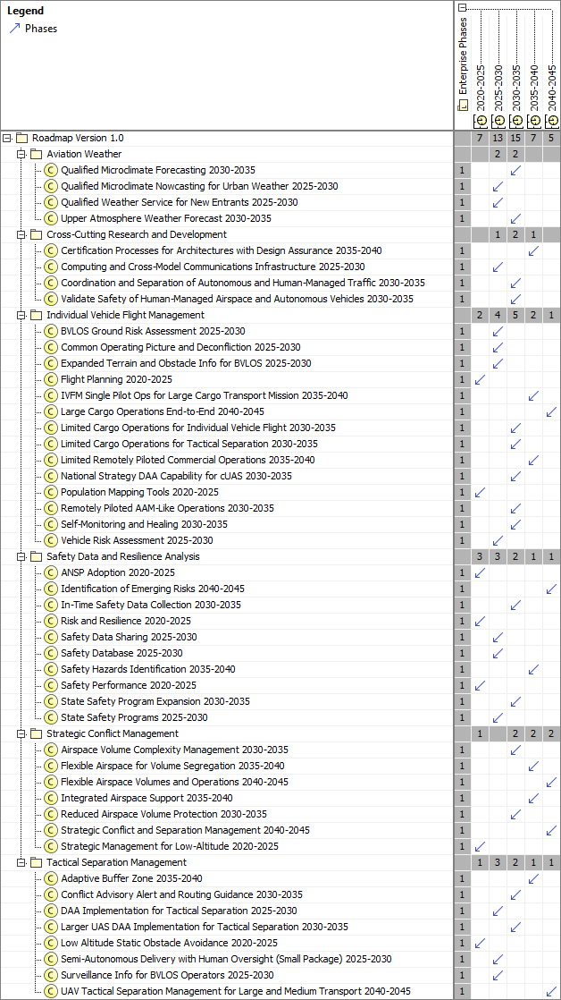 Legend
Phases
Enterprise Phases
2020-2025
2025-2030
2030-2035
2035-2040
2040-2045
Roadmap Version 1.0 7 13 15 7 5
Aviation Weather 2 2
C Qualified Microclimate Forecasting 2030-2035 1
C Qualified Microclimate Nowcasting for Urban Weather 2025-2030 1
C Qualified Weather Service for New Entrants 2025-2030 1
C Upper Atmosphere Weather Forecast 2030-2035 1
Cross-Cutting Research and Development 1 2 1
C Certification Processes for Architectures with Design Assurance 2035-2040 1
C Computing and Cross-Model Communications Infrastructure 2025-2030 1
C Coordination and Separation of Autonomous and Human-Managed Traffic 2030-2035 1
C Validate Safety of Human-Managed Airspace and Autonomous Vehicles 2030-2035 1
Individual Vehicle Flight Management 2 4 5 2 1
C BVLOS Ground Risk Assessment 2025-2030 1
C Common Operating Picture and Deconfliction 2025-2030 1
C Expanded Terrain and Obstacle Info for BVLOS 2025-2030 1
C Flight Planning 2020-2025 1
C IVFM Single Pilot Ops for Large Cargo Transport Mission 2035-2040 1
C Large Cargo Operations End-to-End 2040-2045 1
C Limited Cargo Operations for Individual Vehicle Flight 2030-2035 1
C Limited Cargo Operations for Tactical Separation 2030-2035 1
C Limited Remotely Piloted Commercial Operations 2035-2040 1
C National Strategy DAA Capability for cUAS 2030-2035 1
C Population Mapping Tools 2020-2025 1
C Remotely Piloted AAM-Like Operations 2030-2035 1
C Self-Monitoring and Healing 2030-2035 1
C Vehicle Risk Assessment 2025-2030 1
Safety Data and Resilience Analysis 3 3 2 1 1
C ANSP Adoption 2020-2025 1
C Identification of Emerging Risks 2040-2045 1
C In-Time Safety Data Collection 2030-2035 1
C Risk and Resilience 2020-2025 1
C Safety Data Sharing 2025-2030 1
C Safety Database 2025-2030 1
C Safety Hazards Identification 2035-2040 1
C Safety Performance 2020-2025 1
C State Safety Program Expansion 2030-2035 1
C State Safety Programs 2025-2030 1
Strategic Conflict Management 1 2 2 2
C Airspace Volume Complexity Management 2030-2035 1
C Flexible Airspace for Volume Segregation 2035-2040 1
C Flexible Airspace Volumes and Operations 2040-2045 1
C Integrated Airspace Support 2035-2040 1
C Reduced Airspace Volume Protection 2030-2035 1
C Strategic Conflict and Separation Management 2040-2045 1
C Strategic Management for Low-Altitude 2020-2025 1
Tactical Separation Management 1 3 2 1 1
C Adaptive Buffer Zone 2035-2040 1
C Conflict Advisory Alert and Routing Guidance 2030-2035 1
C DAA Implementation for Tactical Separation 2025-2030 1
C Larger UAS DAA Implementation for Tactical Separation 2030-2035 1
C Low Altitude Static Obstacle Avoidance 2020-2025 1
C Semi-Autonomous Delivery with Human Oversight (Small Package) 2025-2030 1
C Surveillance Info for BVLOS Operators 2025-2030 1
C UAV Tactical Separation Management for Large and Medium Transport 2040-2045 1